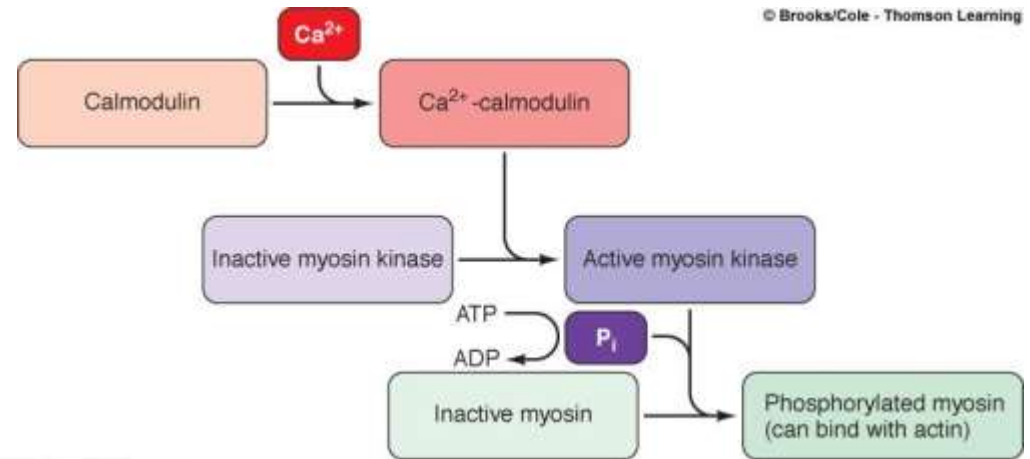 © Brooks/Cole - Thomson Learning
Ca²⁺
Calmodulin
Ca²⁺ -calmodulin
Inactive myosin kinase
Active myosin kinase
ATP
Pᵢ
ADP
Inactive myosin
Phosphorylated myosin
(can bind with actin)